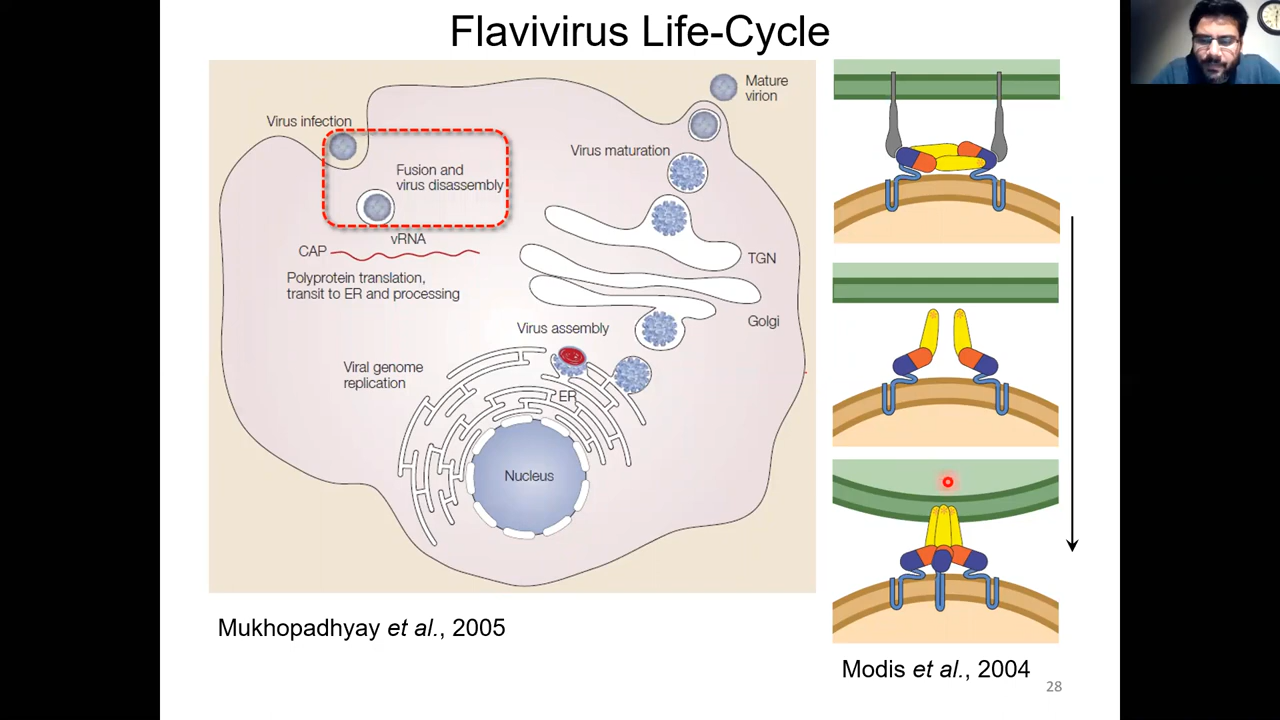 Flavivirus Life-Cycle
Mature
virion
Virus infection
Virus maturation
Fusion and
virus disassembly
vRNA
CAP
TGN
Polyprotein translation,
transit to ER and processing
Golgi
Virus assembly
Viral genome
replication
ER
Nucleus
Mukhopadhyay et al., 2005
Modis et al., 2004
28